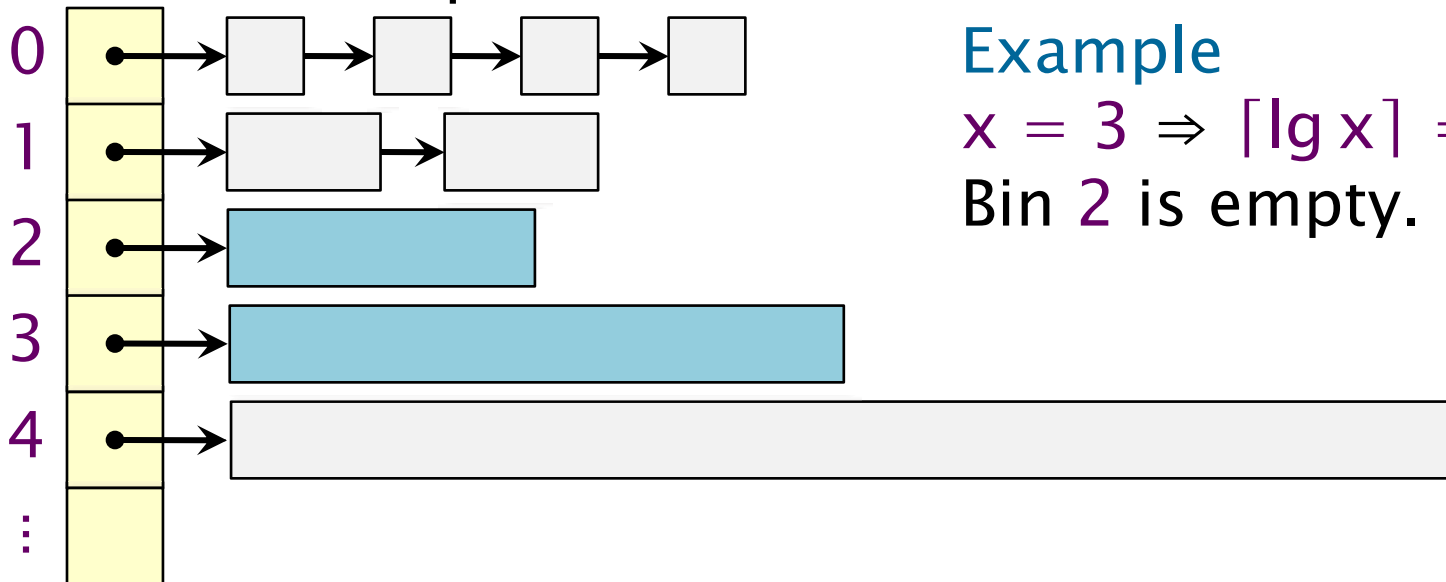 0
1
2
3
4
⋮
Example
x = 3 ⇒ ⌈lg x⌉ =
Bin 2 is empty.